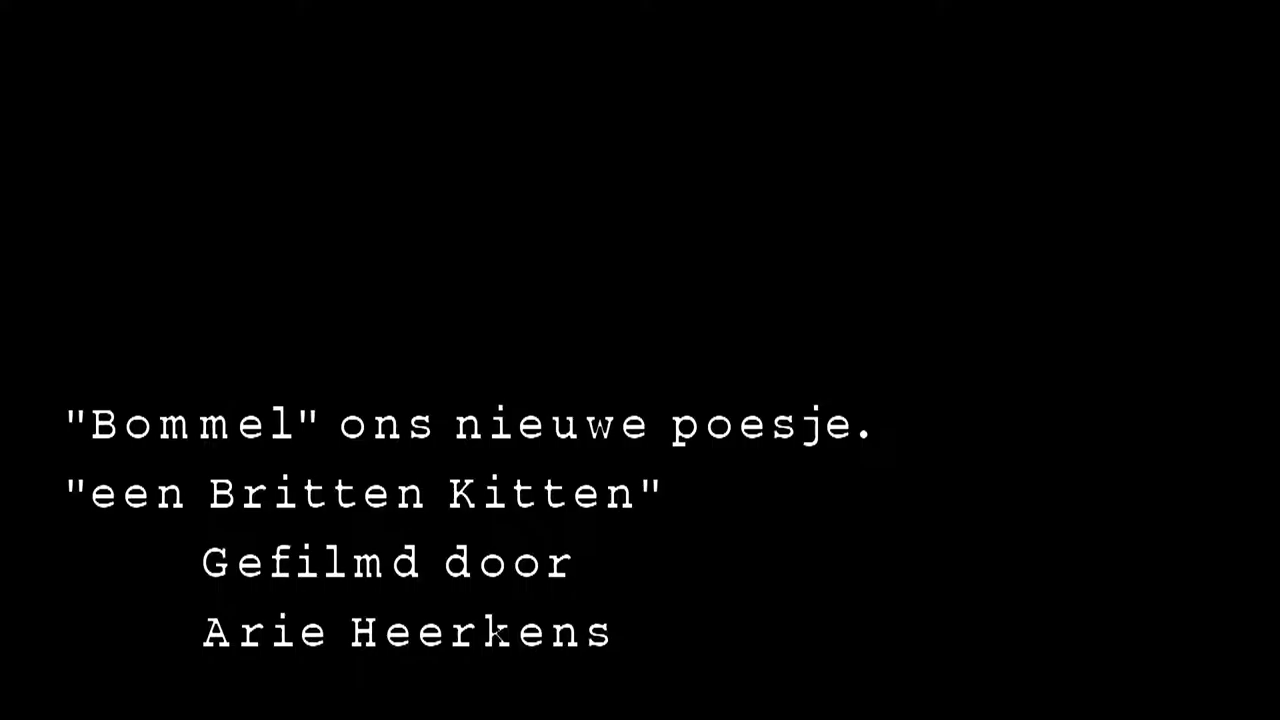 "Bommel" ons nieuwe poesje.
"een Britten Kitten"
Gefilmd door
Arie Heerkens